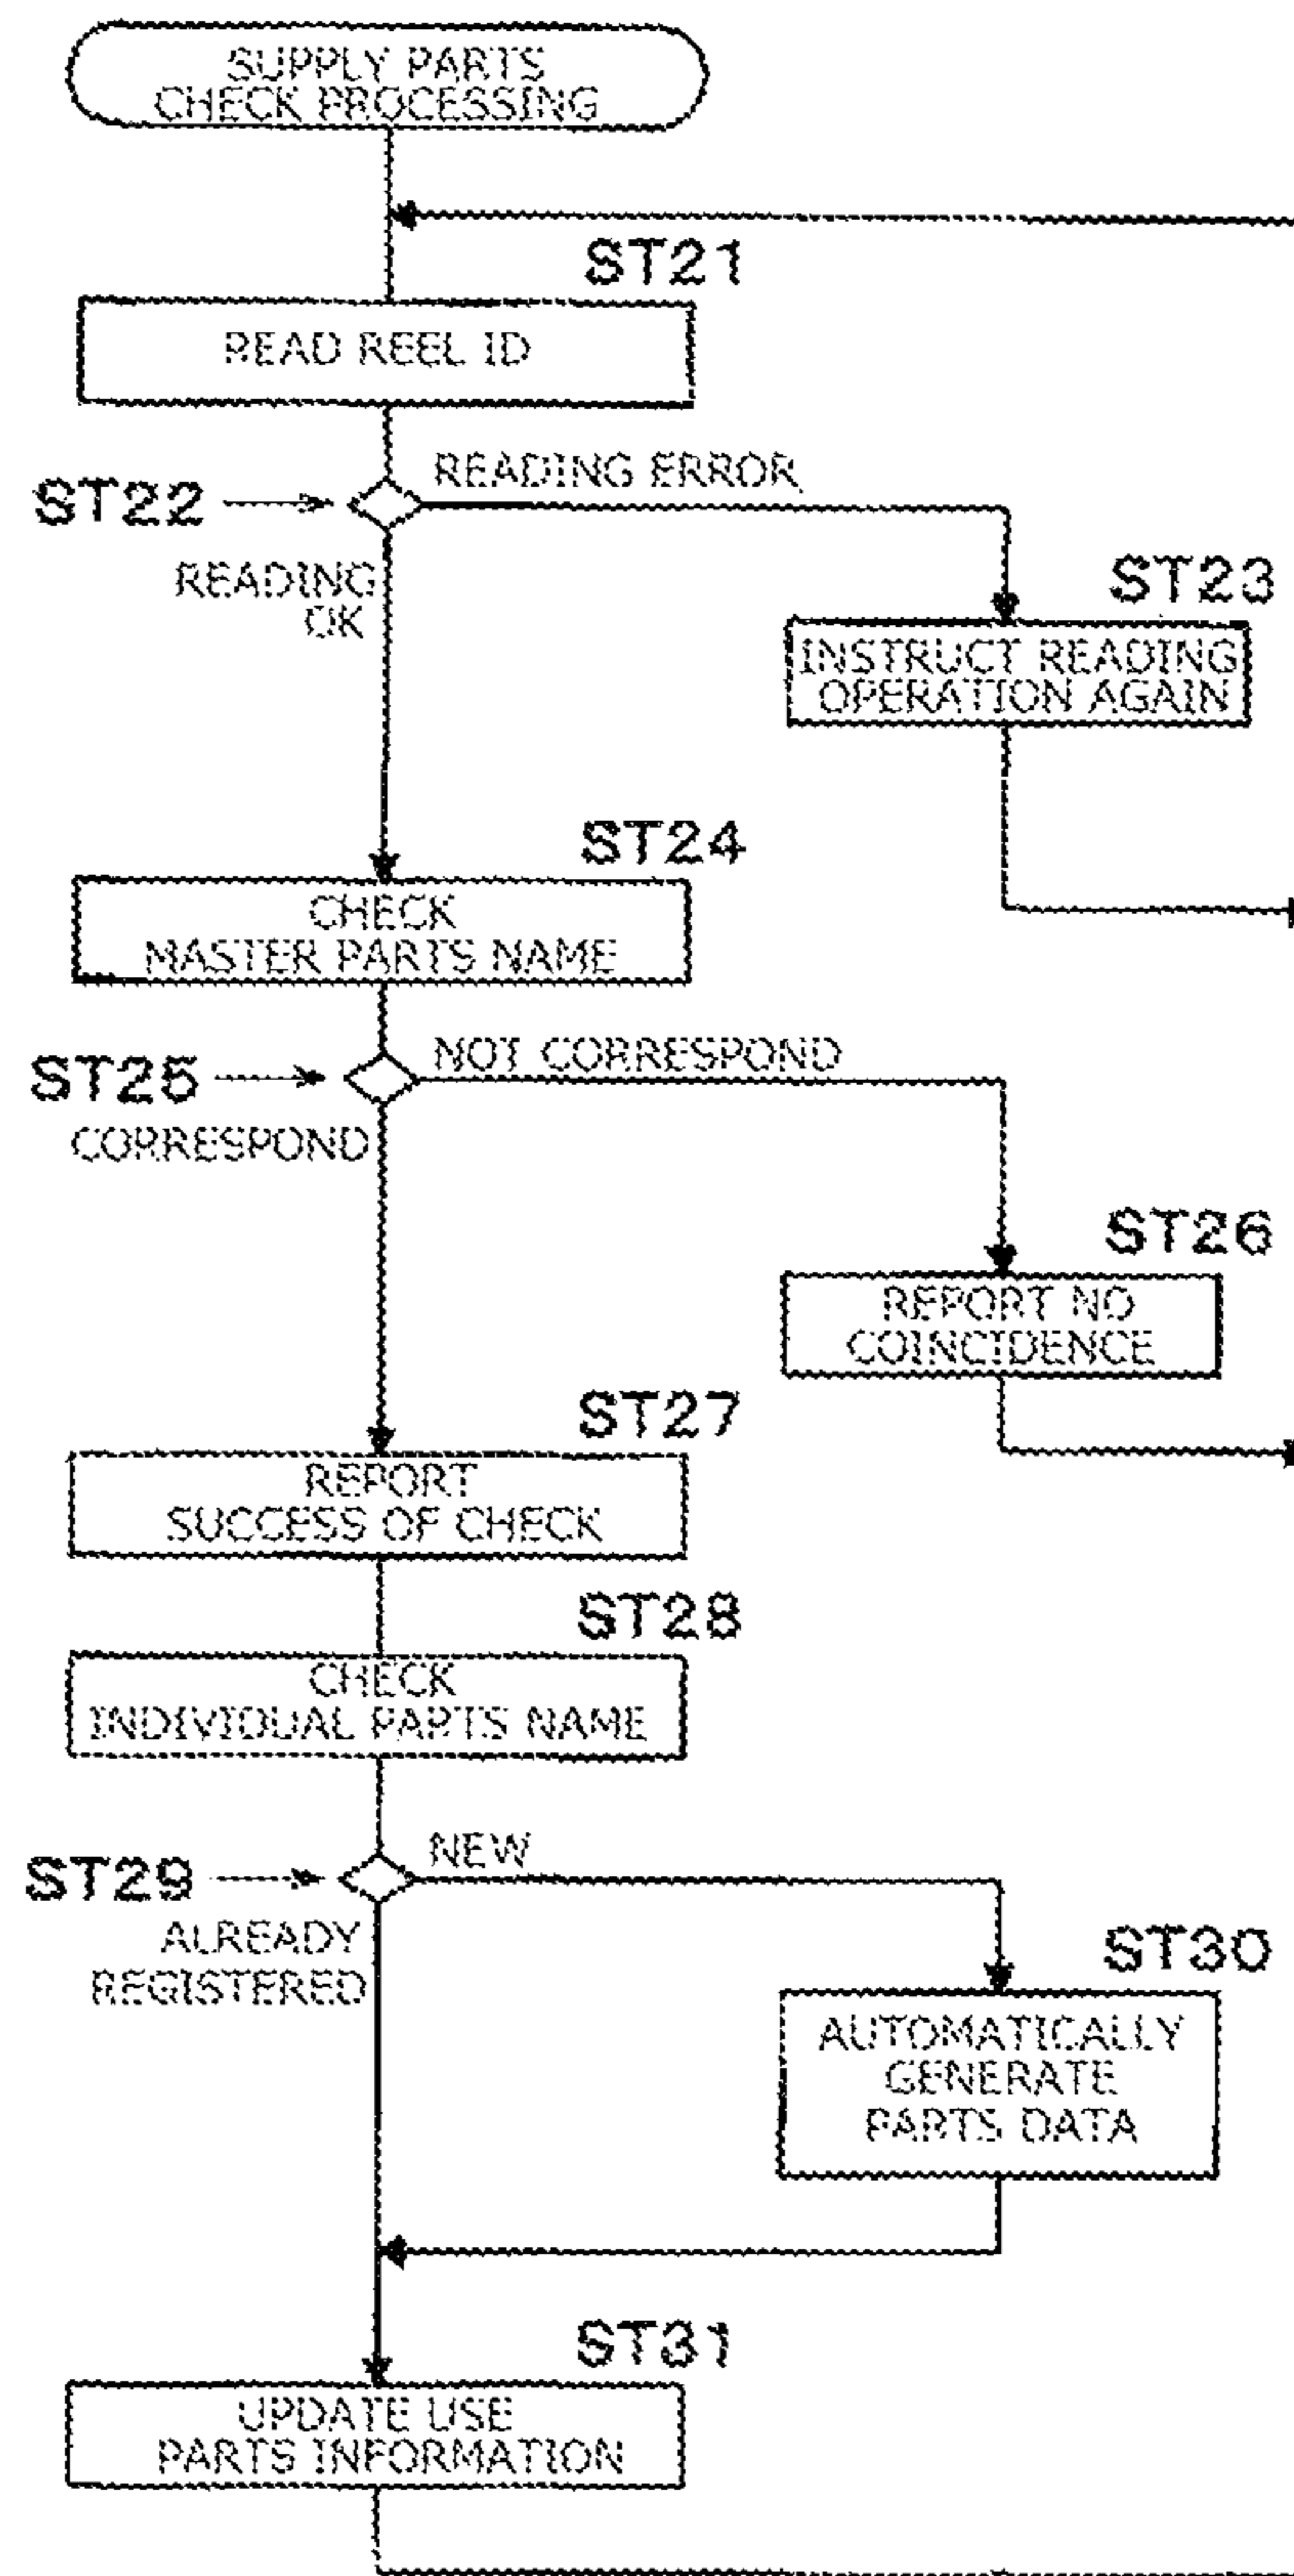 SUPPLY PARTS
CHECK PROCESSING
ST21
READ REEL ID
READING ERROR
ST22
READING
OK
ST23
INSTRUCT READING
OPERATION AGAIN
ST24
CHECK
MASTER PARTS NAME
NOT CORRESPOND
ST25
CORRESPOND
ST26
REPORT NO
COINCIDENCE
ST27
REPORT
SUCCESS OF CHECK
ST28
CHECK
INDIVIDUAL PARTS NAME
NEW
ST29
ALREADY
REGISTERED
ST30
AUTOMATICALLY
GENERATE
PARTS DATA
ST31
UPDATE USE
PARTS INFORMATION